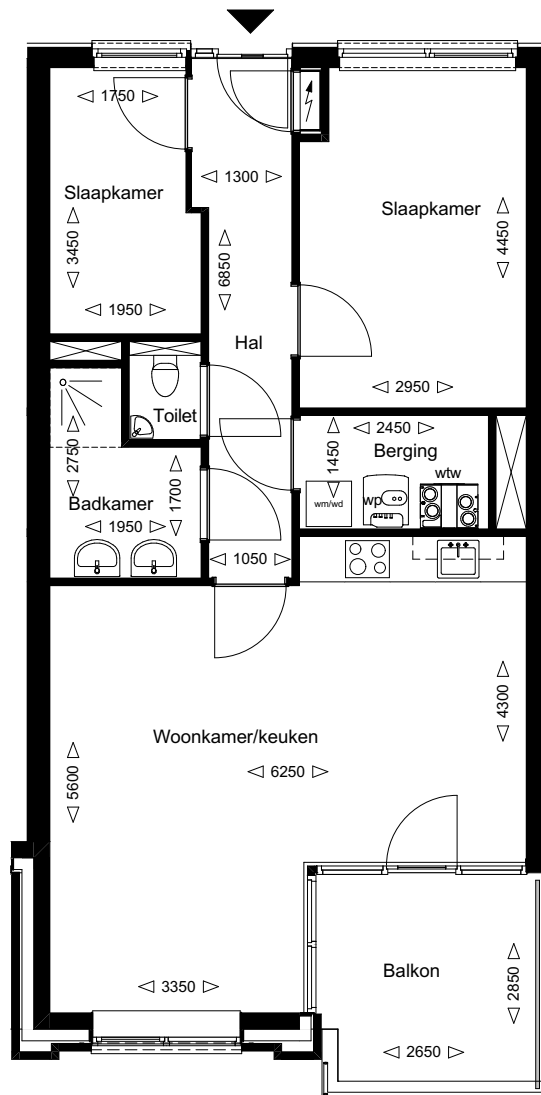 1750
1300
Slaapkamer
Slaapkamer
3450
6850
4450
1950
Hal
2950
Toilet
2450
1450
Berging
2750
wtw
Badkamer
1700
wp
wm/wd
1950
1050
4300
Woonkamer/keuken
5600
6250
Balkon
2850
3350
2650